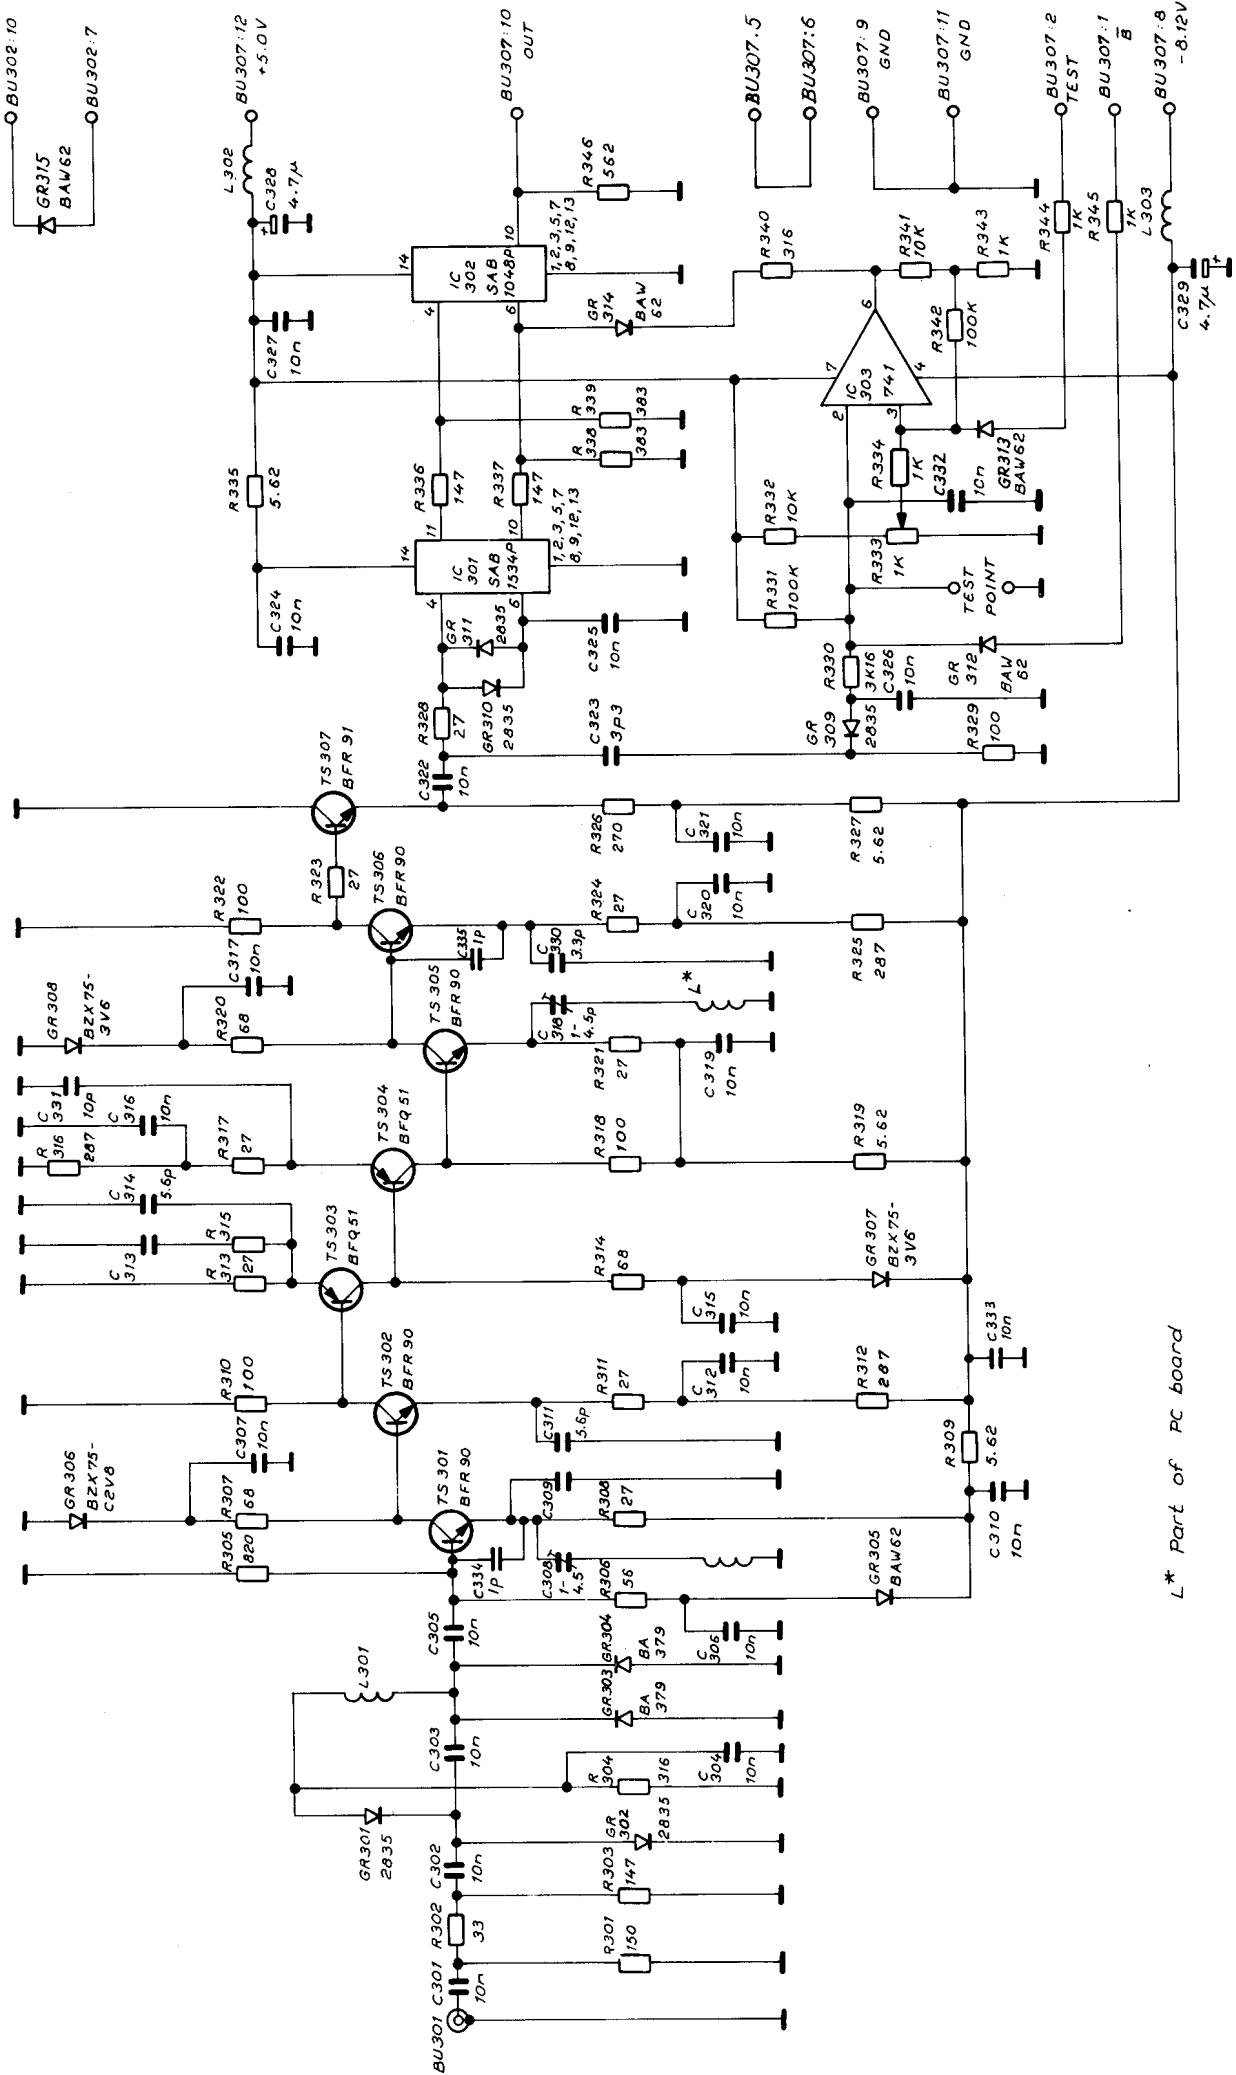 BU302:10
GR315
BAW62
BU302:7
BU307:12
+5.0V
L302
C328
4.7μ
+
C327
10n
R335
5.62
C324
10n
BU307:10
OUT
R346
562
14
IC
302
SAB
1048P
10
4
6
1,2,3,5,7
8,9,12,13
GR
314
BAW
62
R
339
383
R
338
383
R336
147
R337
147
14
11
IC
301
SAB
1534P
10
4
6
1,2,3,5,7
8,9,12,13
GR
311
2835
GR310
2835
C325
10n
R328
27
C322
10n
C323
3p3
BU307.5
BU307:6
BU307:9
GND
BU307:11
GND
BU307:2
TEST
BU307:1
B̅
BU307:8
-8.12V
R340
316
R341
10K
R343
1K
R342
100K
R344
1K
R345
1K
L303
C329
4.7μ
+
6
7
4
IC
303
741
2
3
R334
1K
C332
10n
GR313
BAW62
R332
10K
R333
1K
R331
100K
TEST
POINT
R330
3K16
C326
10n
GR
312
BAW
62
GR
309
2835
R329
100
TS307
BFR91
R323
27
R326
270
C
321
10n
R327
5.62
R322
100
TS306
BFR90
C317
10n
C335
1p
R324
27
C
320
10n
C
330
3.3p
R325
287
GR308
BZX75-
3V6
R320
68
TS305
BFR90
C
318
1-
4.5p
L*
R321
27
C319
10n
C
331
10p
C
316
10n
R
316
287
R317
27
TS304
BFQ51
R318
100
R319
5.62
C
314
5.6p
C
313
R
315
R
313
27
TS303
BFQ51
R314
68
C
315
10n
GR307
BZX75-
3V6
C333
10n
R310
100
TS302
BFR90
C307
10n
R311
27
C
312
10n
C311
5.6p
R312
287
R309
5.62
C310
10n
GR306
BZX75-
C2V8
R307
68
R305
820
TS301
BFR90
C309
R308
27
C334
1p
C308
1-
4.5
R306
56
GR305
BAW62
C
306
10n
C305
10n
GR304
BA
379
GR303
BA
379
L301
C303
10n
R
304
316
C
304
10n
GR301
2835
GR
302
2835
C302
10n
R303
147
R302
33
R301
150
C301
10n
BU301
L* Part of PC board